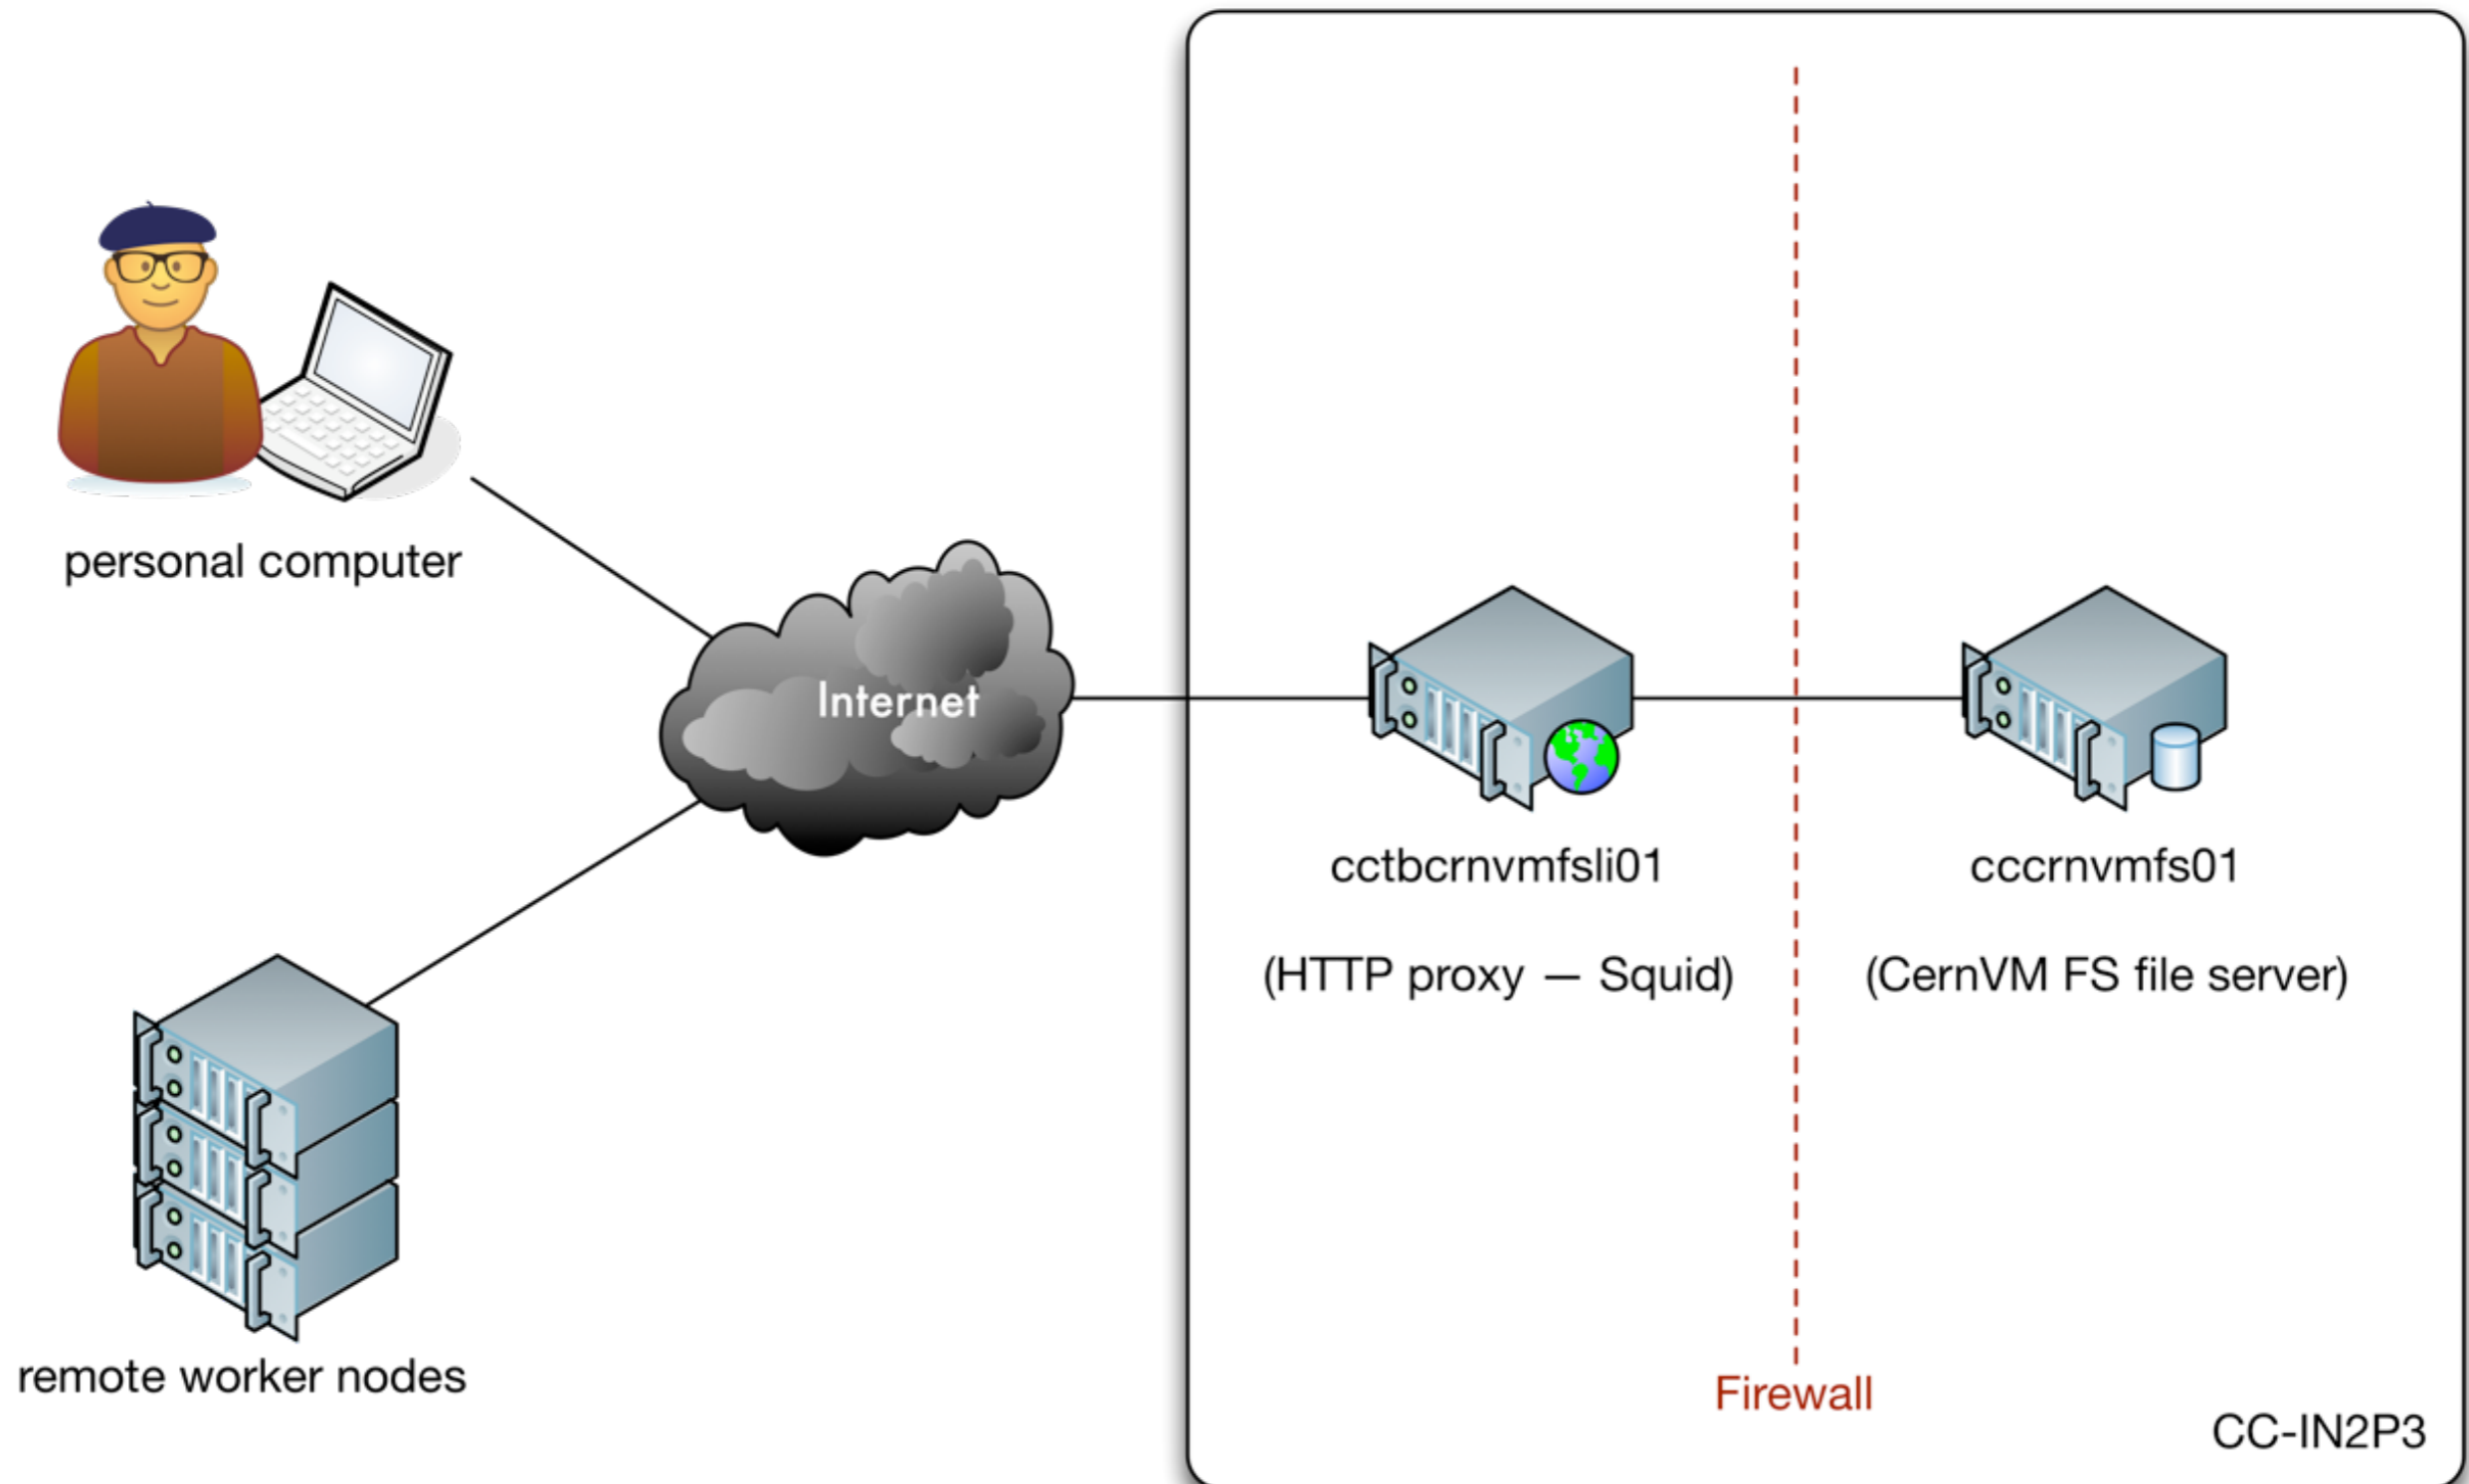 personal computer
Internet
remote worker nodes
cctbcrnvmfsli01
(HTTP proxy — Squid)
cccrnvmfs01
(CernVM FS file server)
Firewall
CC-IN2P3